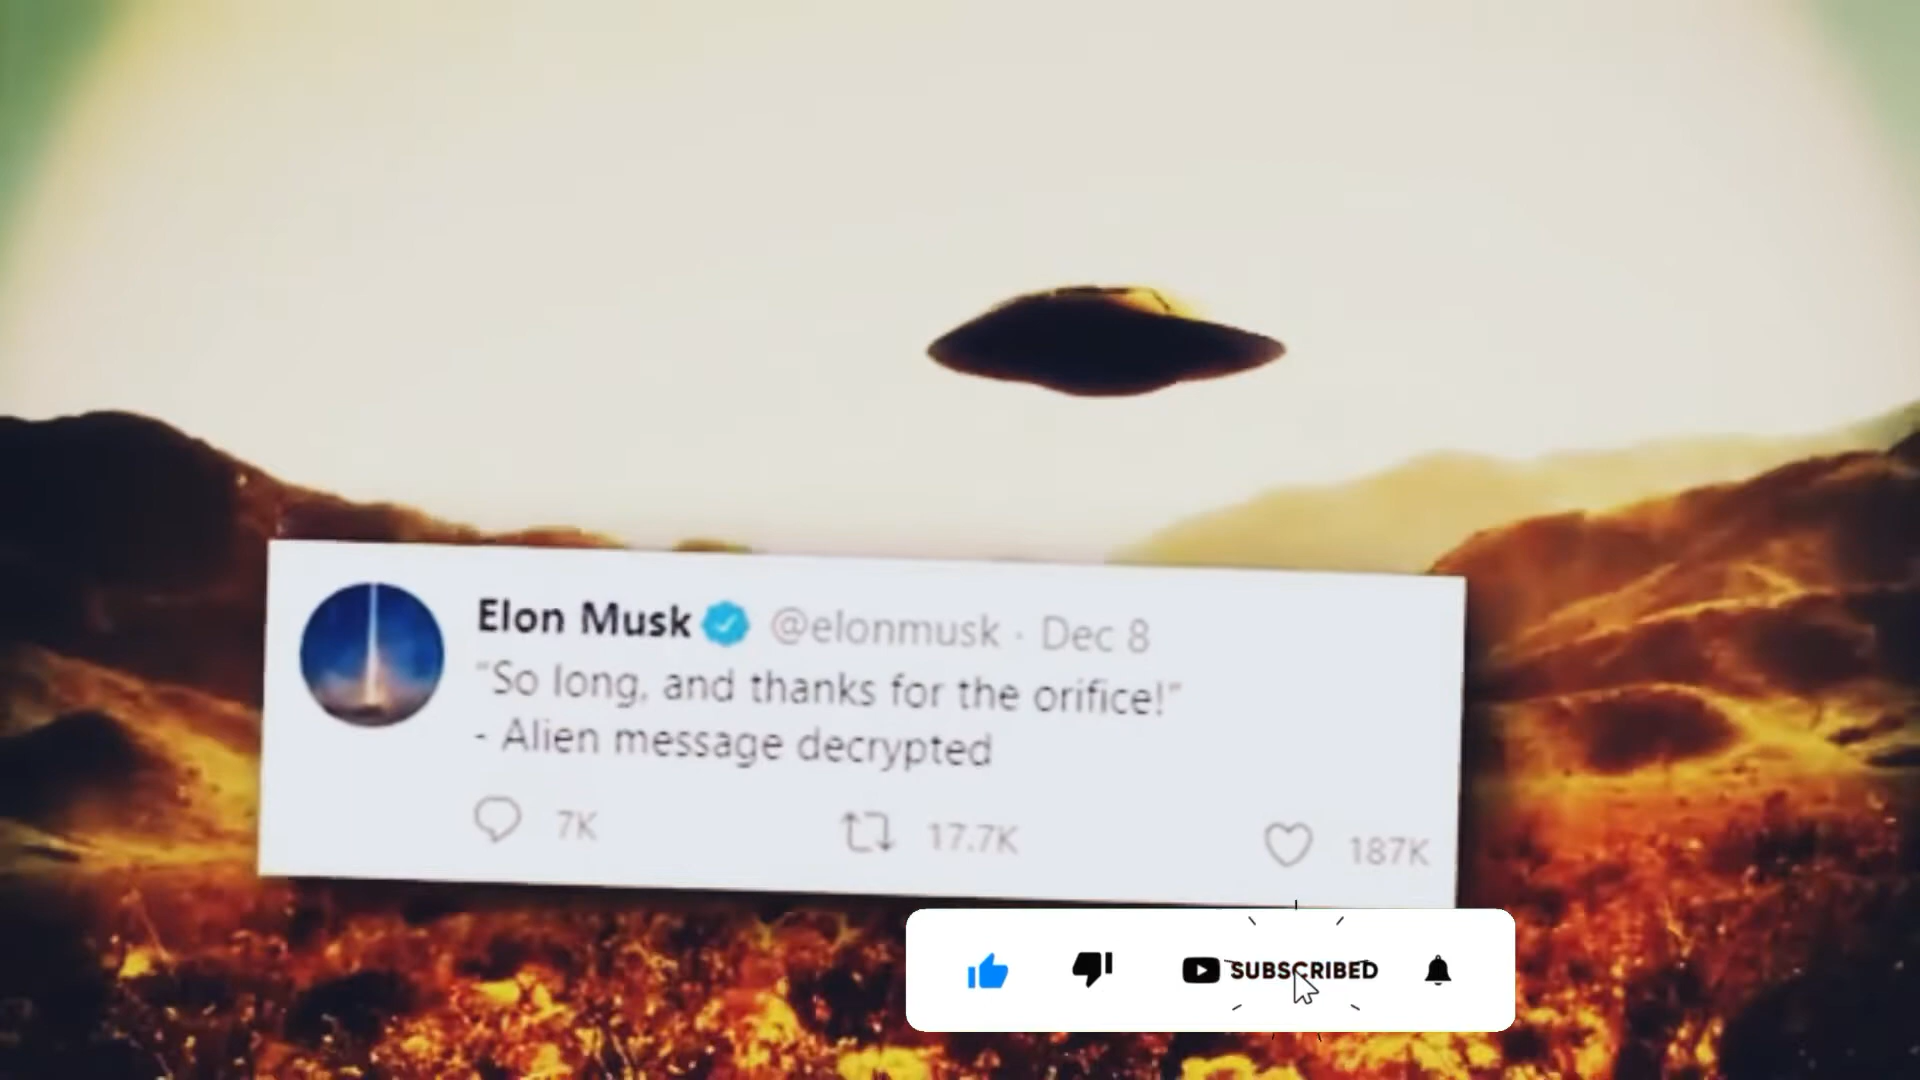 Elon Musk @elonmusk · Dec 8
“So long, and thanks for the orifice!”
- Alien message decrypted
7K 17.7K 187K
SUBSCRIBED